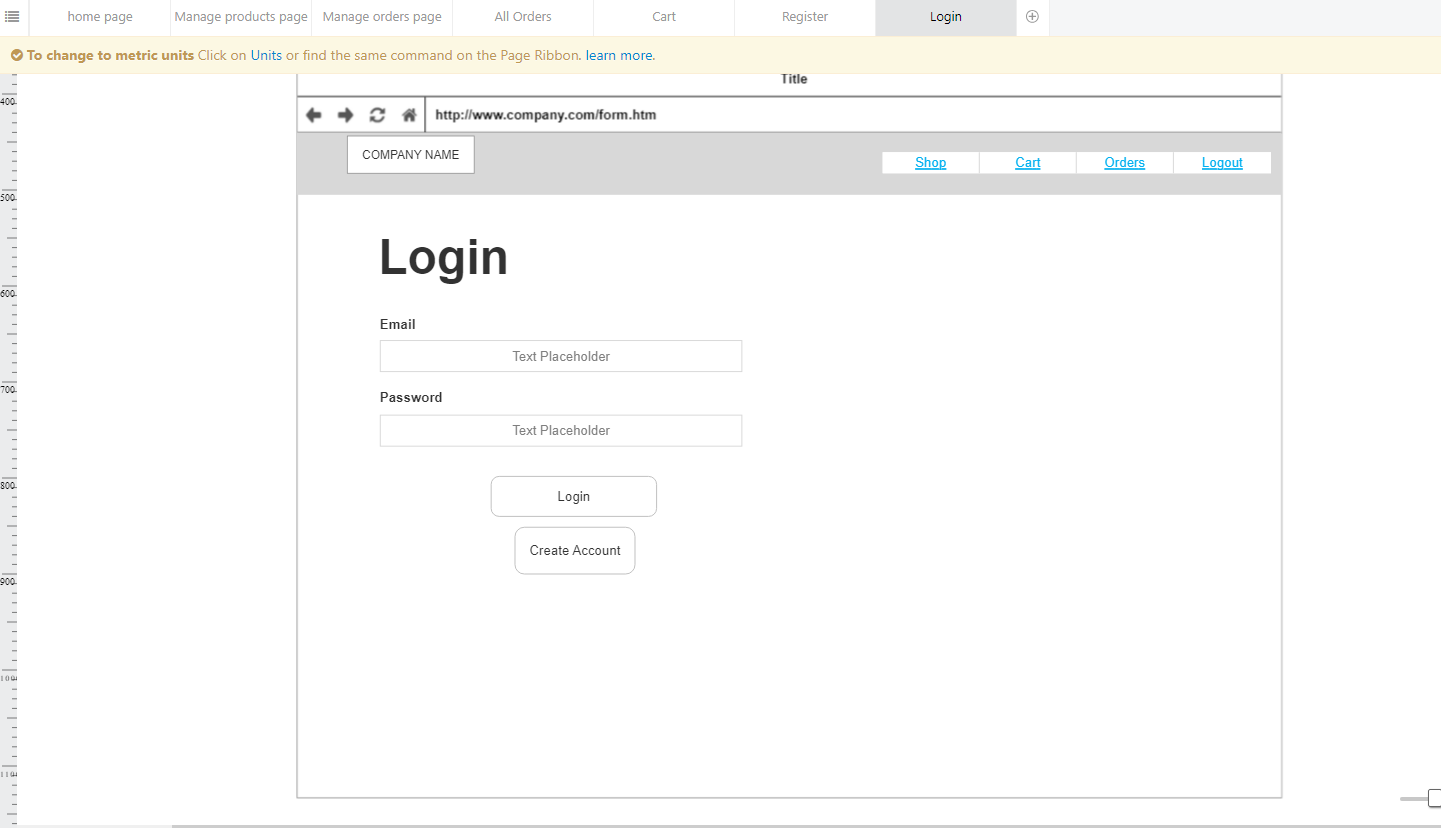 home page Manage products page Manage orders page All Orders Cart Register Login
To change to metric units Click on Units or find the same command on the Page Ribbon. learn more.
Title
400
http://www.company.com/form.htm
COMPANY NAME Shop Cart Orders Logout
500
Login
600
Email
Text Placeholder
700
Password
Text Placeholder
800
Login
Create Account
900
100
110